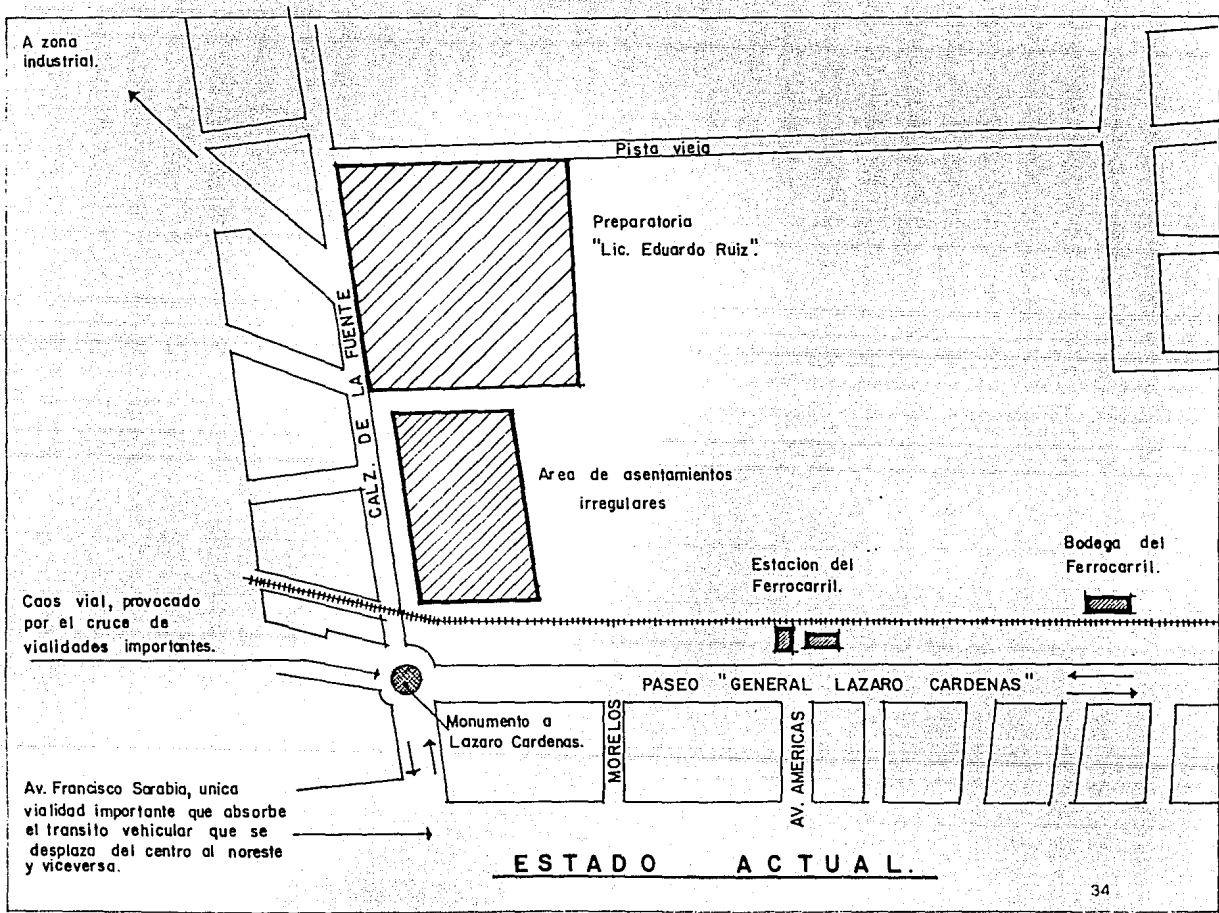 A zona
industrial.
Pista vieja
Preparatoria
"Lic. Eduardo Ruiz".
CALZ. DE LA FUENTE
Area de asentamientos
irregulares
Estacion del
Ferrocarril.
Bodega del
Ferrocarril.
Caos vial, provocado
por el cruce de
vialidades importantes.
PASEO "GENERAL LAZARO CARDENAS"
Monumento a
Lazaro Cardenas.
MORELOS
AV. AMERICAS
Av. Francisco Sarabia, unica
vialidad importante que absorbe
el transito vehicular que se
desplaza del centro al noreste
y viceversa.
ESTADO ACTUAL.
34